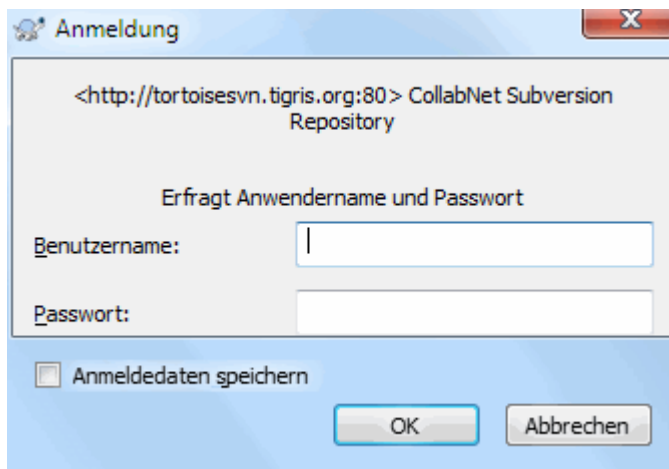 Anmeldung
<http://tortoisesvn.tigris.org:80> CollabNet Subversion
Repository
Erfragt Anwendername und Passwort
Benutzername:
Passwort:
Anmeldedaten speichern
OK Abbrechen